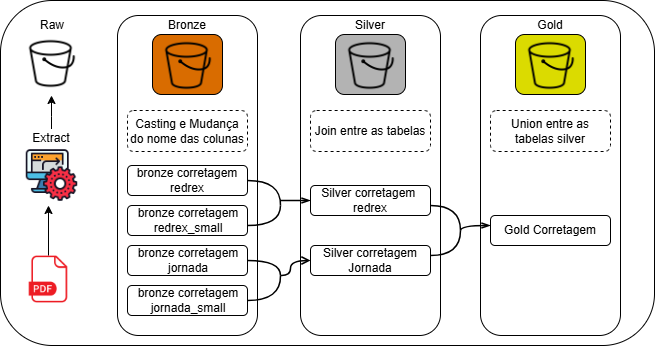 Raw
Extract
PDF
Bronze
Casting e Mudança
do nome das colunas
bronze corretagem
redrex
bronze corretagem
redrex_small
bronze corretagem
jornada
bronze corretagem
jornada_small
Silver
Join entre as tabelas
Silver corretagem
redrex
Silver corretagem
Jornada
Gold
Union entre as
tabelas silver
Gold Corretagem